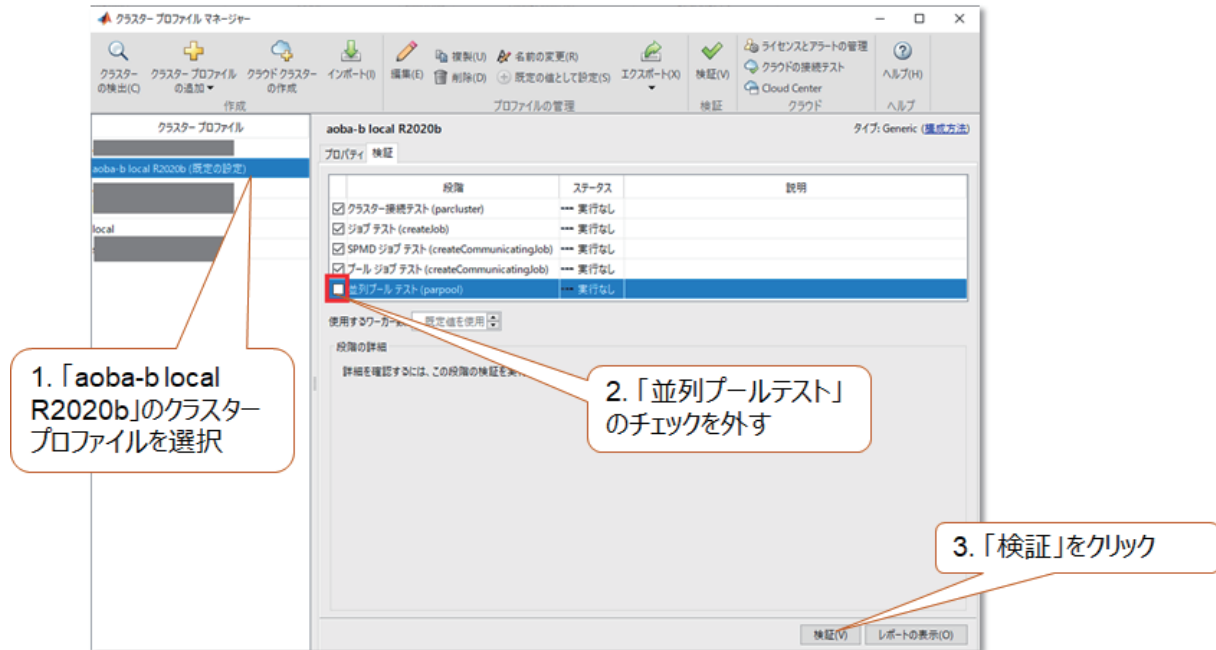 クラスター プロファイル マネージャー
クラスター
の検出(C)
クラスター プロファイル
の追加
クラウド クラスター
の作成
インポート(I)
編集(E)
複製(U)
削除(D)
名前の変更(R)
既定の値として設定(S)
エクスポート(X)
検証(V)
ライセンスとアラートの管理
クラウドの接続テスト
Cloud Center
ヘルプ(H)
作成
プロファイルの管理
検証
クラウド
ヘルプ
クラスター プロファイル
aoba-b local R2020b (既定の設定)
local
aoba-b local R2020b
タイプ: Generic (構成方法)
プロパティ 検証
段階 ステータス 説明
クラスター接続テスト (parcluster) 実行なし
ジョブ テスト (createJob) 実行なし
SPMD ジョブ テスト (createCommunicatingJob) 実行なし
プール ジョブ テスト (createCommunicatingJob) 実行なし
並列プール テスト (parpool) 実行なし
使用するワーカー 既定値を使用
段階の詳細
詳細を確認するには、この段階の検証を実
1.「aoba-b local
R2020b」のクラスター
プロファイルを選択
2.「並列プールテスト」
のチェックを外す
3.「検証」をクリック
検証(V) レポートの表示(O)